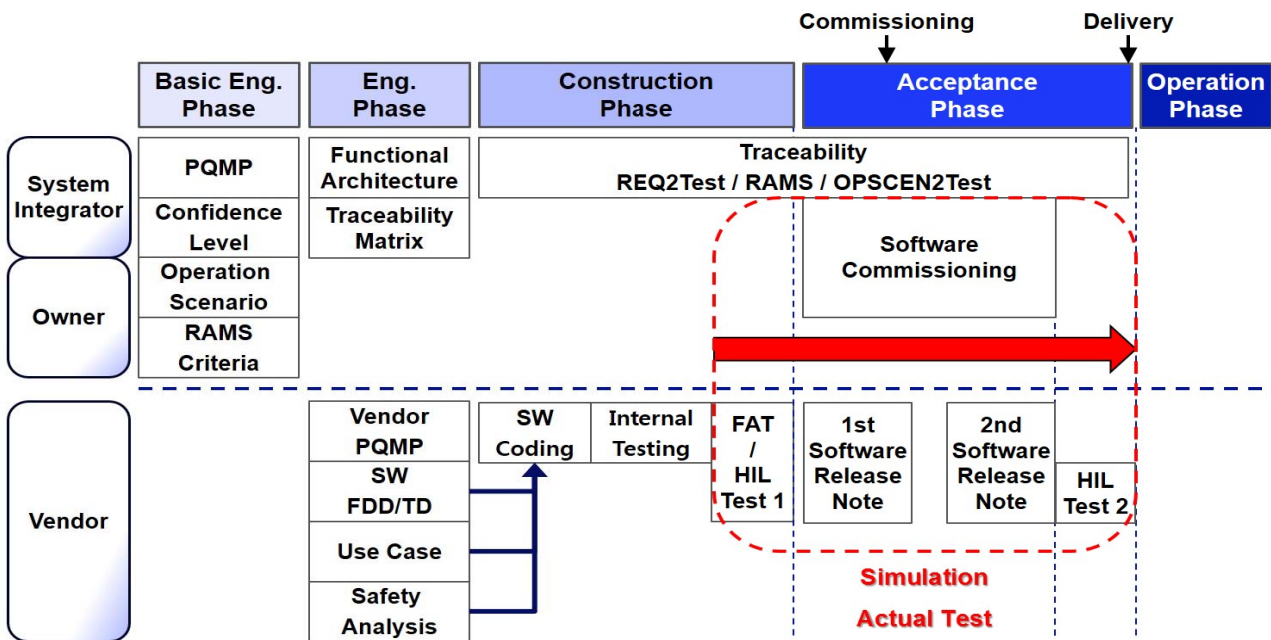 Commissioning
Delivery
Basic Eng.
Phase
Eng.
Phase
Construction
Phase
Acceptance
Phase
Operation
Phase
System
Integrator
PQMP
Confidence
Level
Functional
Architecture
Traceability
Matrix
Traceability
REQ2Test / RAMS / OPSCEN2Test
Software
Commissioning
Owner
Operation
Scenario
RAMS
Criteria
Vendor
Vendor
PQMP
SW
FDD/TD
Use Case
Safety
Analysis
SW
Coding
Internal
Testing
FAT
/
HIL
Test 1
1st
Software
Release
Note
2nd
Software
Release
Note
HIL
Test 2
Simulation
Actual Test